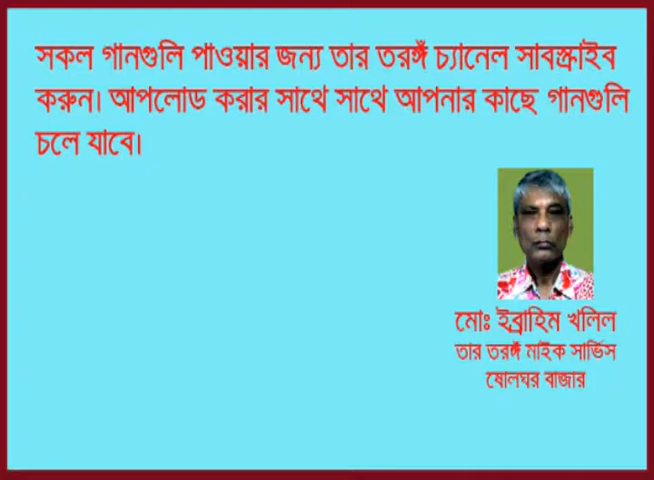 সকল গানগুলি পাওয়ার জন্য তার তরঙ্গঁ চ্যানেল সাবস্ক্রাইব
করুন। আপলোড করার সাথে সাথে আপনার কাছে গানগুলি
চলে যাবে।
মোঃ ইব্রাহিম খলিল
তার তরঙ্গঁ মাইক সার্ভিস
ষোলঘর বাজার